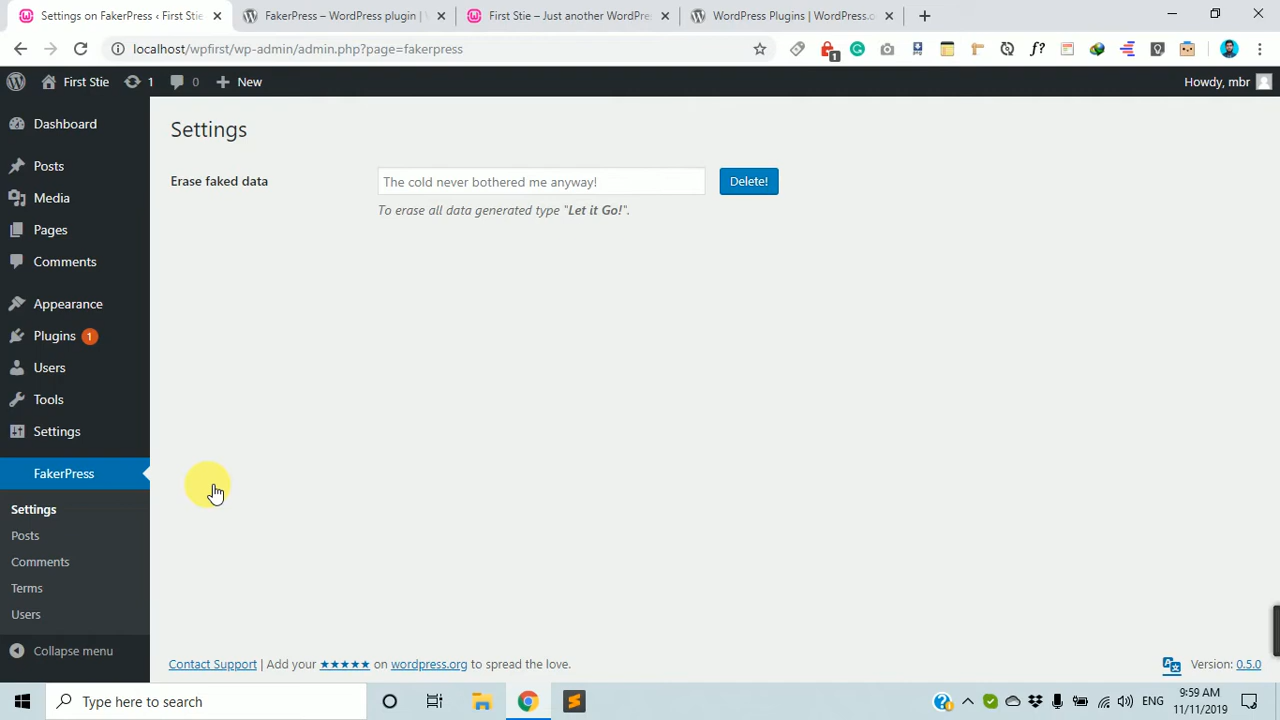 Settings on FakerPress ‹ First Stie
FakerPress – WordPress plugin |
First Stie – Just another WordPre
WordPress Plugins | WordPress.o
localhost/wpfirst/wp-admin/admin.php?page=fakerpress
First Stie
1
0
New
Howdy, mbr
Dashboard
Posts
Media
Pages
Comments
Appearance
Plugins 1
Users
Tools
Settings
FakerPress
Settings
Posts
Comments
Terms
Users
Collapse menu
Settings
Erase faked data
The cold never bothered me anyway!
Delete!
To erase all data generated type "Let it Go!".
Contact Support | Add your ★★★★★ on wordpress.org to spread the love.
Version: 0.5.0
Type here to search
ENG
9:59 AM
11/11/2019